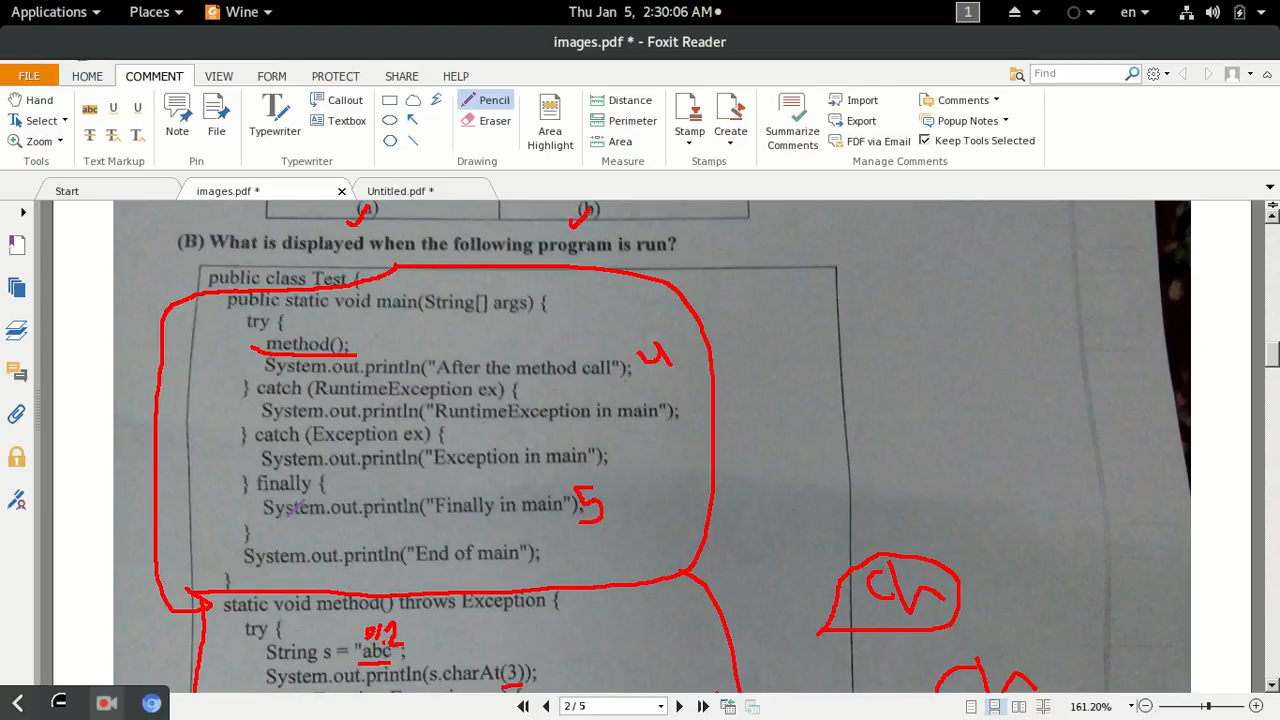 Applications Places Wine Thu Jan 5, 2:30:06 AM 1 en
images.pdf * - Foxit Reader
FILE HOME COMMENT VIEW FORM PROTECT SHARE HELP Find
Hand Select Zoom Tools
abc U U T T T Text Markup
Note File Pin
Typewriter Callout Textbox Typewriter
Pencil Eraser Drawing
Area Highlight Distance Perimeter Area Measure
Stamp Create Stamps
Summarize Comments Import Export FDF via Email Comments Popup Notes Keep Tools Selected Manage Comments
Start images.pdf * Untitled.pdf *
(a) (b)
(B) What is displayed when the following program is run?
public class Test {
public static void main(String[] args) {
try {
method();
System.out.println("After the method call"); 4
} catch (RuntimeException ex) {
System.out.println("RuntimeException in main");
} catch (Exception ex) {
System.out.println("Exception in main");
} finally {
System.out.println("Finally in main"); 5
}
System.out.println("End of main");
}
static void method() throws Exception {
try {
String s = "abc";
System.out.println(s.charAt(3));
ch
2 / 5 161.20%